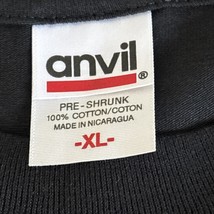 anvil®
PRE-SHRUNK
100% COTTON/COTON
MADE IN NICARAGUA
-XL-